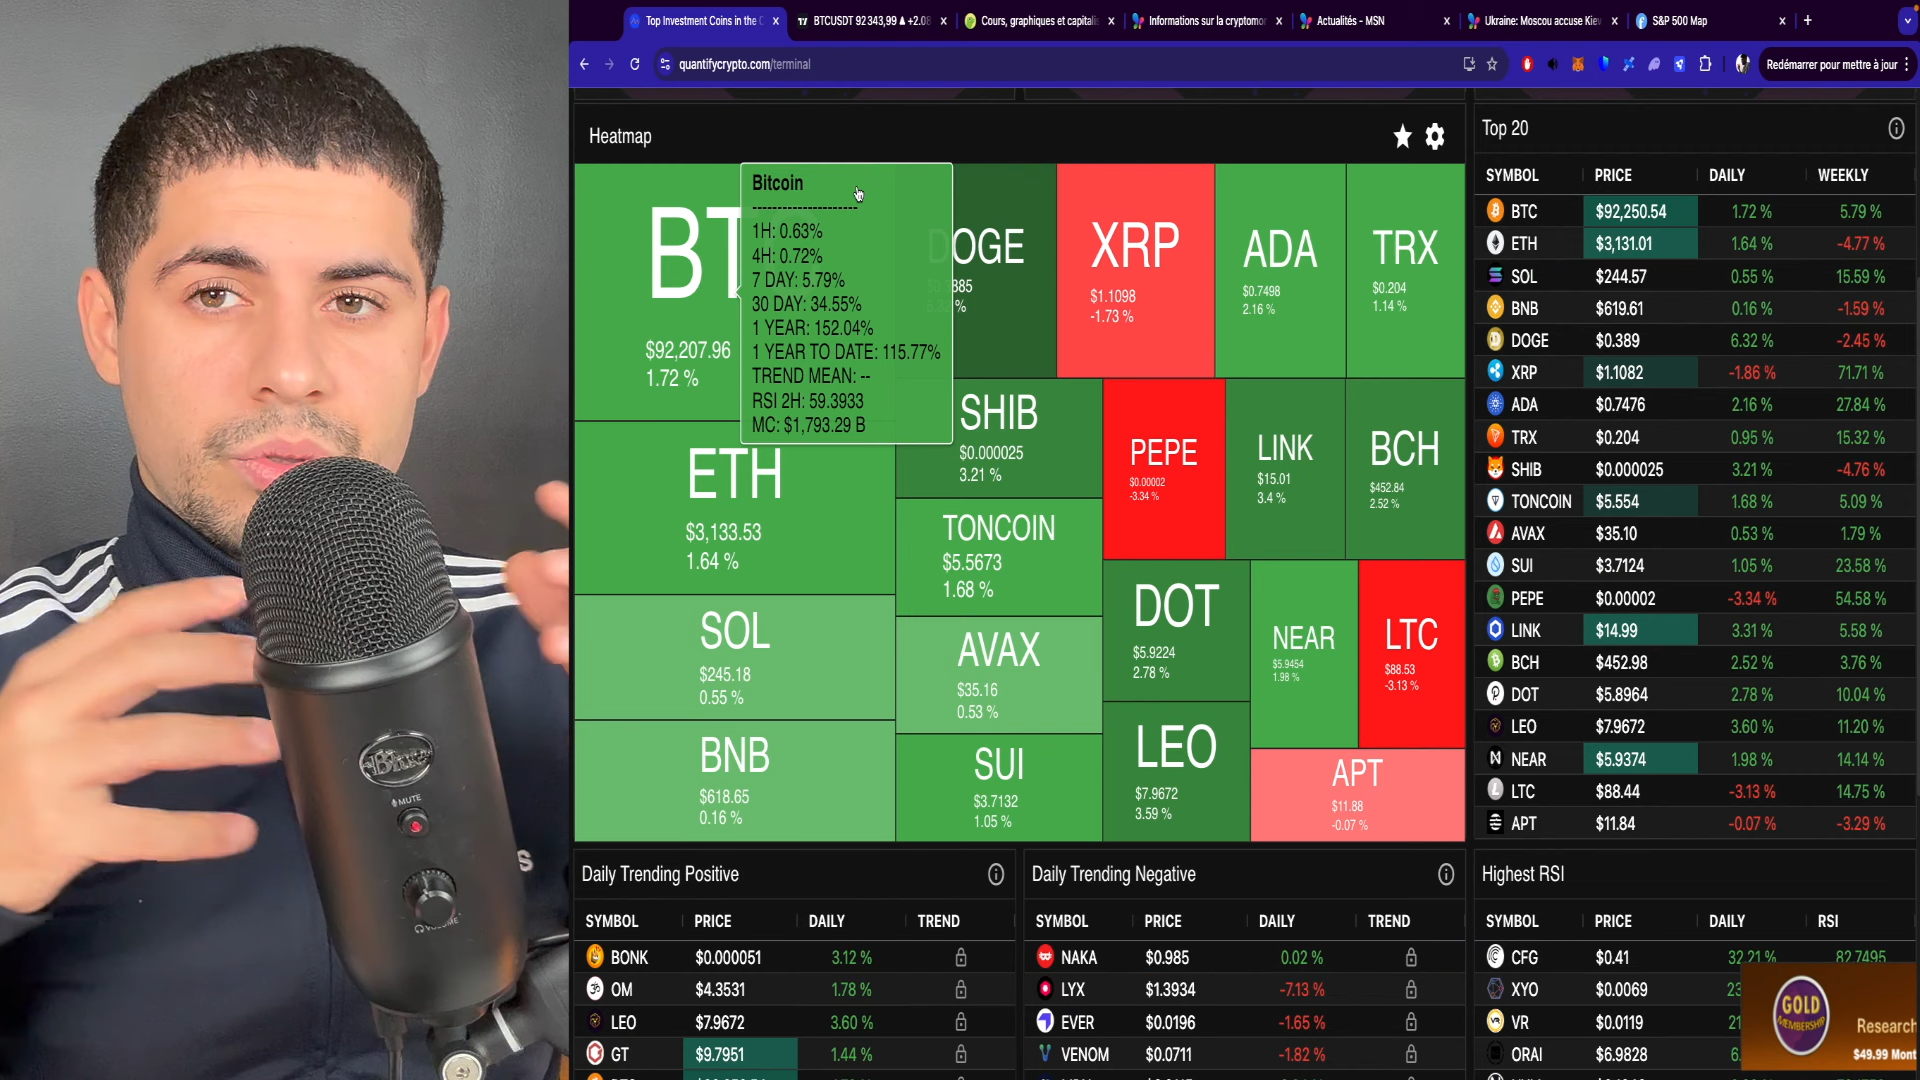 Top Investment Coins in the C
BTCUSDT 92 343,99 ▲ +2.08
Cours, graphiques et capitalis
Informations sur la cryptomor
Actualités - MSN
Ukraine: Moscou accuse Kiev
S&P 500 Map
quantifycrypto.com/terminal
Redémarrer pour mettre à jour
Heatmap
BT
$92,207.96
1.72 %
Bitcoin
---------------------
1H: 0.63%
4H: 0.72%
7 DAY: 5.79%
30 DAY: 34.55%
1 YEAR: 152.04%
1 YEAR TO DATE: 115.77%
TREND MEAN: --
RSI 2H: 59.3933
MC: $1,793.29 B
DOGE
XRP
$1.1098
-1.73 %
ADA
$0.7498
2.16 %
TRX
$0.204
1.14 %
ETH
$3,133.53
1.64 %
SHIB
$0.000025
3.21 %
PEPE
$0.00002
-3.34 %
LINK
$15.01
3.4 %
BCH
$452.84
2.52 %
TONCOIN
$5.5673
1.68 %
SOL
$245.18
0.55 %
AVAX
$35.16
0.53 %
DOT
$5.9224
2.78 %
NEAR
$5.9454
1.98 %
LTC
$88.53
-3.13 %
BNB
$618.65
0.16 %
SUI
$3.7132
1.05 %
LEO
$7.9672
3.59 %
APT
$11.88
-0.07 %
Top 20
SYMBOL PRICE DAILY WEEKLY
BTC $92,250.54 1.72 % 5.79 %
ETH $3,131.01 1.64 % -4.77 %
SOL $244.57 0.55 % 15.59 %
BNB $619.61 0.16 % -1.59 %
DOGE $0.389 6.32 % -2.45 %
XRP $1.1082 -1.86 % 71.71 %
ADA $0.7476 2.16 % 27.84 %
TRX $0.204 0.95 % 15.32 %
SHIB $0.000025 3.21 % -4.76 %
TONCOIN $5.554 1.68 % 5.09 %
AVAX $35.10 0.53 % 1.79 %
SUI $3.7124 1.05 % 23.58 %
PEPE $0.00002 -3.34 % 54.58 %
LINK $14.99 3.31 % 5.58 %
BCH $452.98 2.52 % 3.76 %
DOT $5.8964 2.78 % 10.04 %
LEO $7.9672 3.60 % 11.20 %
NEAR $5.9374 1.98 % 14.14 %
LTC $88.44 -3.13 % 14.75 %
APT $11.84 -0.07 % -3.29 %
Daily Trending Positive
SYMBOL PRICE DAILY TREND
BONK $0.000051 3.12 %
OM $4.3531 1.78 %
LEO $7.9672 3.60 %
GT $9.7951 1.44 %
Daily Trending Negative
SYMBOL PRICE DAILY TREND
NAKA $0.985 0.02 %
LYX $1.3934 -7.13 %
EVER $0.0196 -1.65 %
VENOM $0.0711 -1.82 %
Highest RSI
SYMBOL PRICE DAILY RSI
CFG $0.41 32.21 % 82.7495
XYO $0.0069 23
VR $0.0119 21
ORAI $6.9828 6.
GOLD
MEMBERSHIP
Research
$49.99 Mont
Blue
MUTE
VOLUME
S